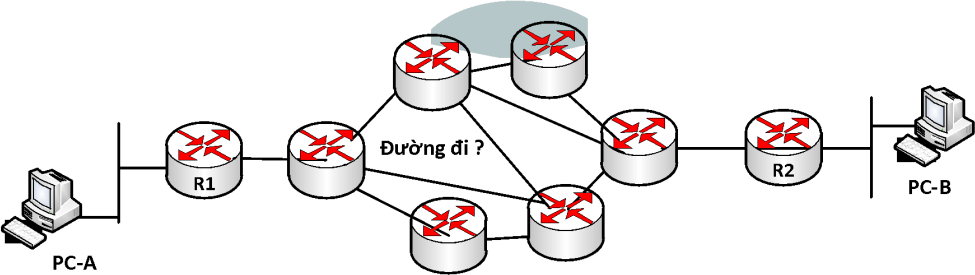 Đường đi ?
R1
R2
PC-B
PC-A